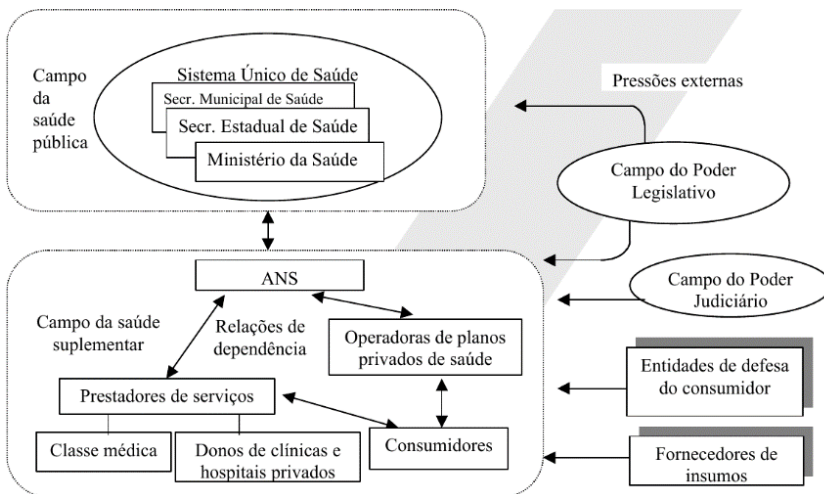 Campo
da
saúde
pública
Sistema Único de Saúde
Secr. Municipal de Saúde
Secr. Estadual de Saúde
Ministério da Saúde
Pressões externas
Campo do Poder
Legislativo
Campo do Poder
Judiciário
Entidades de defesa
do consumidor
Fornecedores de
insumos
ANS
Campo da saúde
suplementar
Relações de
dependência
Operadoras de planos
privados de saúde
Prestadores de serviços
Classe médica
Donos de clínicas e
hospitais privados
Consumidores